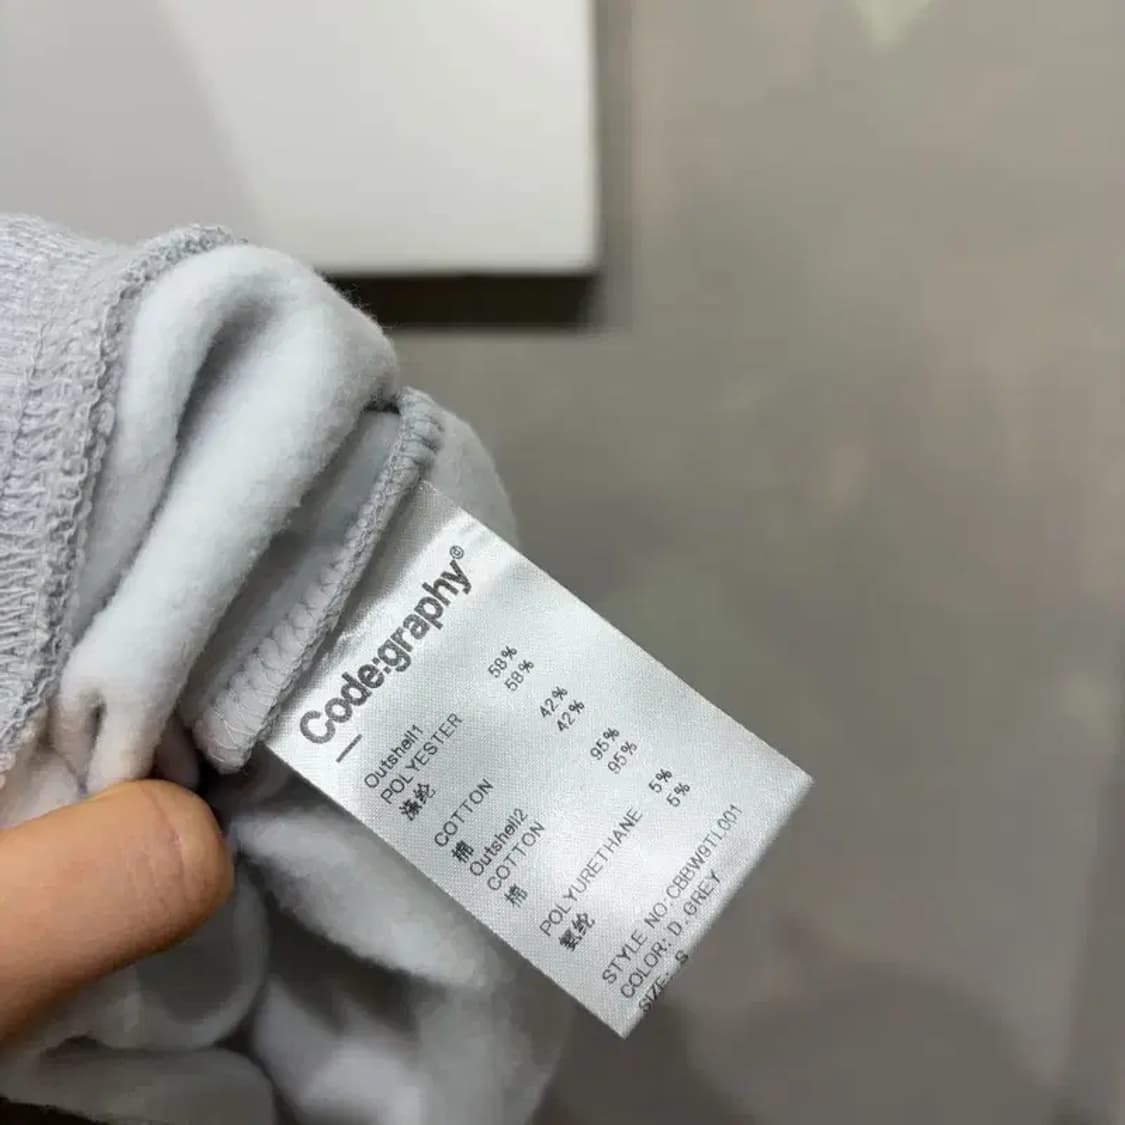 Code:graphy©
Outshell1
POLYESTER 58%
涤纶 58%
COTTON 42%
棉 42%
Outshell2
COTTON 95%
棉 95%
POLYURETHANE 5%
氨纶 5%
STYLE NO:CBBW9TL001
COLOR: D.GREY
SIZE: S